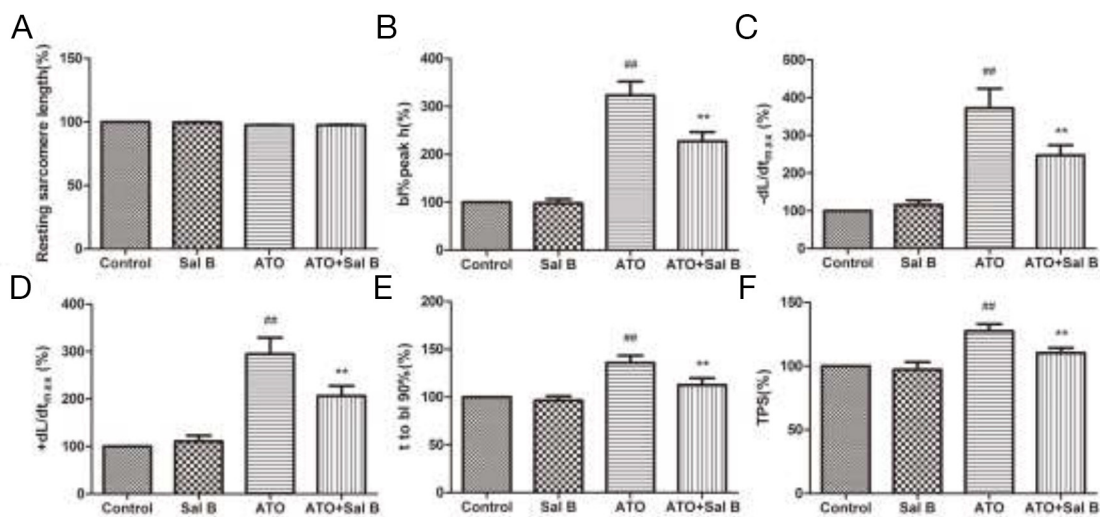 A
Resting sarcomere length(%)
150
100
50
0
Control Sal B ATO ATO+Sal B
B
bl%peak h(%)
400
300
200
100
0
##
**
Control Sal B ATO ATO+Sal B
C
-dL/dtmax (%)
500
400
300
200
100
0
##
**
Control Sal B ATO ATO+Sal B
D
+dL/dtmax (%)
400
300
200
100
0
##
**
Control Sal B ATO ATO+Sal B
E
t to bl 90%(%)
200
150
100
50
0
##
**
Control Sal B ATO ATO+Sal B
F
TPS(%)
150
100
50
0
##
**
Control Sal B ATO ATO+Sal B